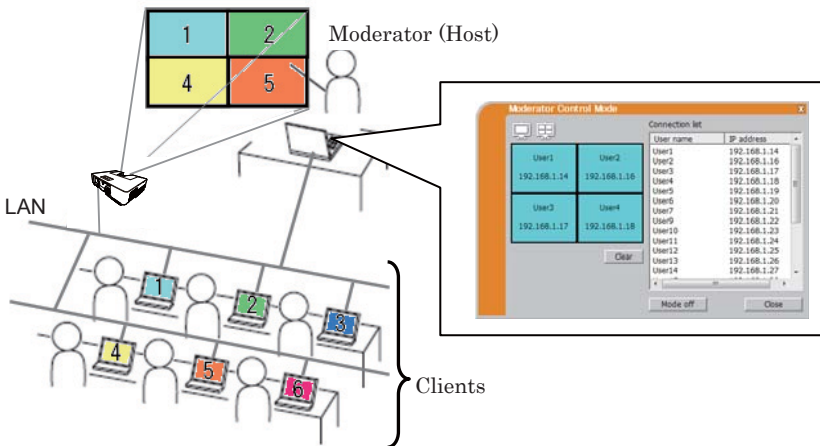 1 2
4 5
Moderator (Host)
LAN
1
2
3
4
5
6
Clients
Moderator Control Mode X
Connection list
User name IP address
User1 192.168.1.14
User2 192.168.1.16
User3 192.168.1.17
User4 192.168.1.18
User5 192.168.1.19
User6 192.168.1.20
User7 192.168.1.21
User9 192.168.1.22
User10 192.168.1.23
User11 192.168.1.24
User12 192.168.1.25
User13 192.168.1.26
User14 192.168.1.27
User1 User2
192.168.1.14 192.168.1.16
User3 User4
192.168.1.17 192.168.1.18
Clear
Mode off Close